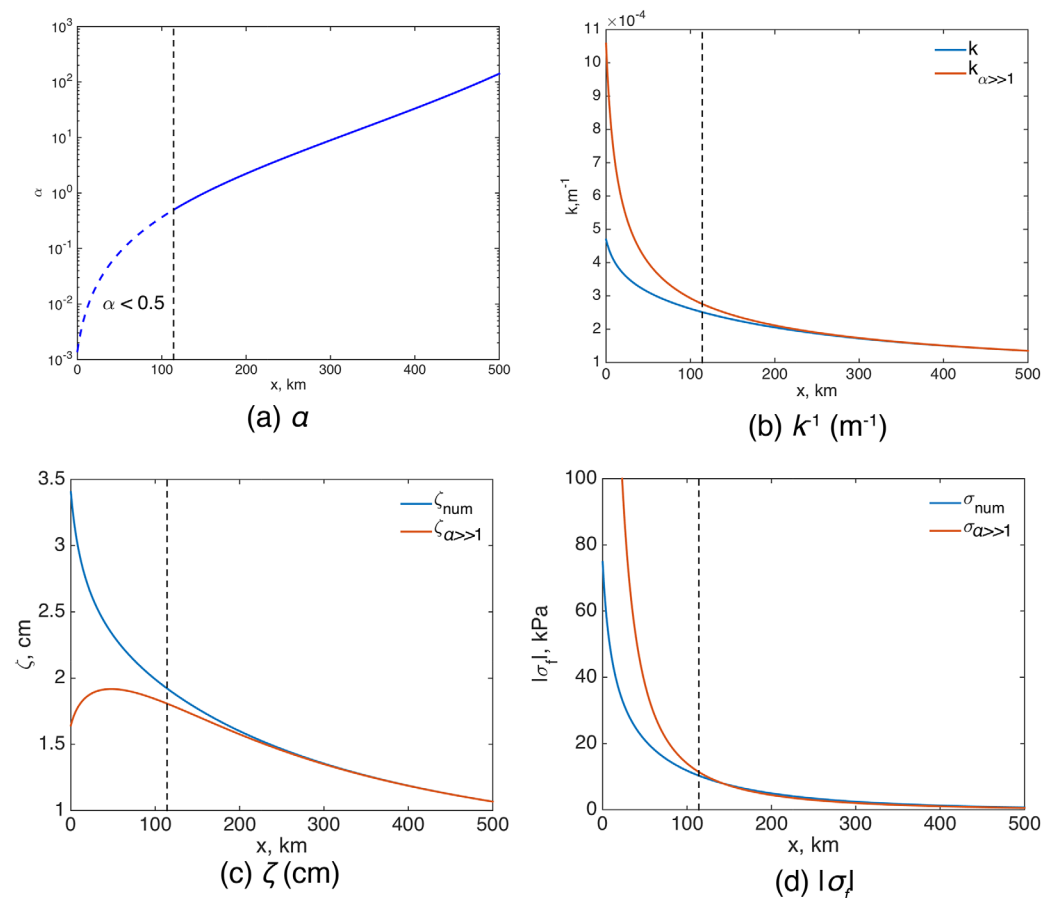 10³
10²
10¹
10⁰
10⁻¹
10⁻²
10⁻³
α
α < 0.5
0 100 200 300 400 500
x, km
(a) α
×10⁻⁴
11
10
9
8
7
6
5
4
3
2
1
k,m⁻¹
k
k_α>>1
0 100 200 300 400 500
x, km
(b) k⁻¹ (m⁻¹)
3.5
3
2.5
2
1.5
1
ζ, cm
ζ_num
ζ_α>>1
0 100 200 300 400 500
x, km
(c) ζ (cm)
100
80
60
40
20
0
|σ_f|, kPa
σ_num
σ_α>>1
0 100 200 300 400 500
x, km
(d) |σ_f|